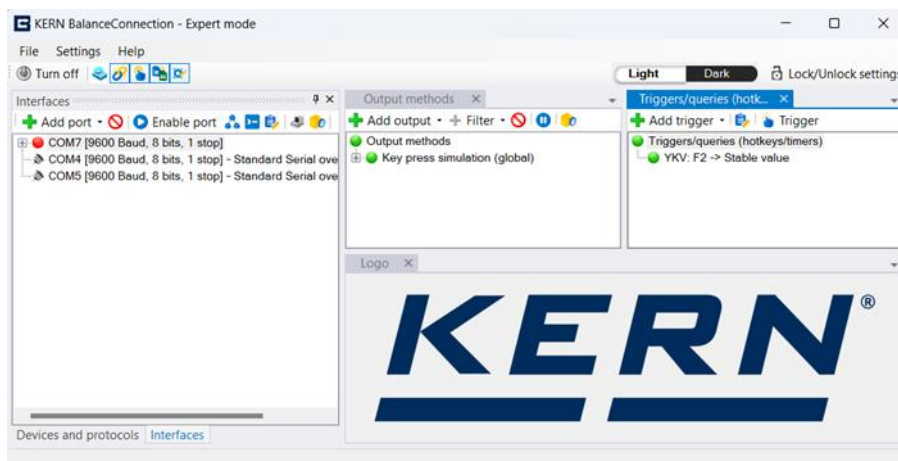 KERN BalanceConnection - Expert mode
File Settings Help
Turn off
Light Dark Lock/Unlock settings
Interfaces
Add port Enable port
COM7 [9600 Baud, 8 bits, 1 stop]
COM4 [9600 Baud, 8 bits, 1 stop] - Standard Serial ove
COM5 [9600 Baud, 8 bits, 1 stop] - Standard Serial ove
Devices and protocols Interfaces
Output methods
Add output Filter
Output methods
Key press simulation (global)
Triggers/queries (hotk...
Add trigger Trigger
Triggers/queries (hotkeys/timers)
YKV: F2 -> Stable value
Logo
KERN®